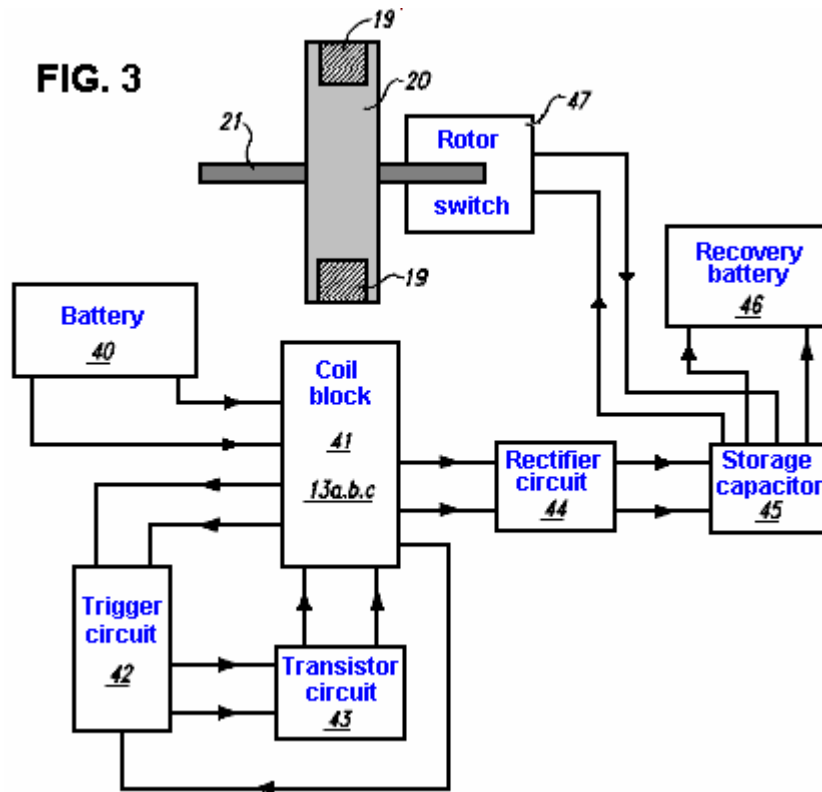 FIG. 3
19
20
21
47
Rotor
switch
19
Battery
40
Recovery
battery
46
Coil
block
41
13a.b.c
Rectifier
circuit
44
Storage
capacitor
45
Trigger
circuit
42
Transistor
circuit
43